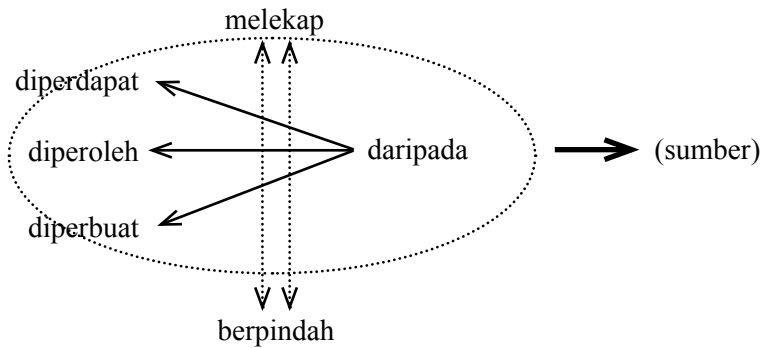 melekap
diperdapat
diperoleh daripada (sumber)
diperbuat
berpindah